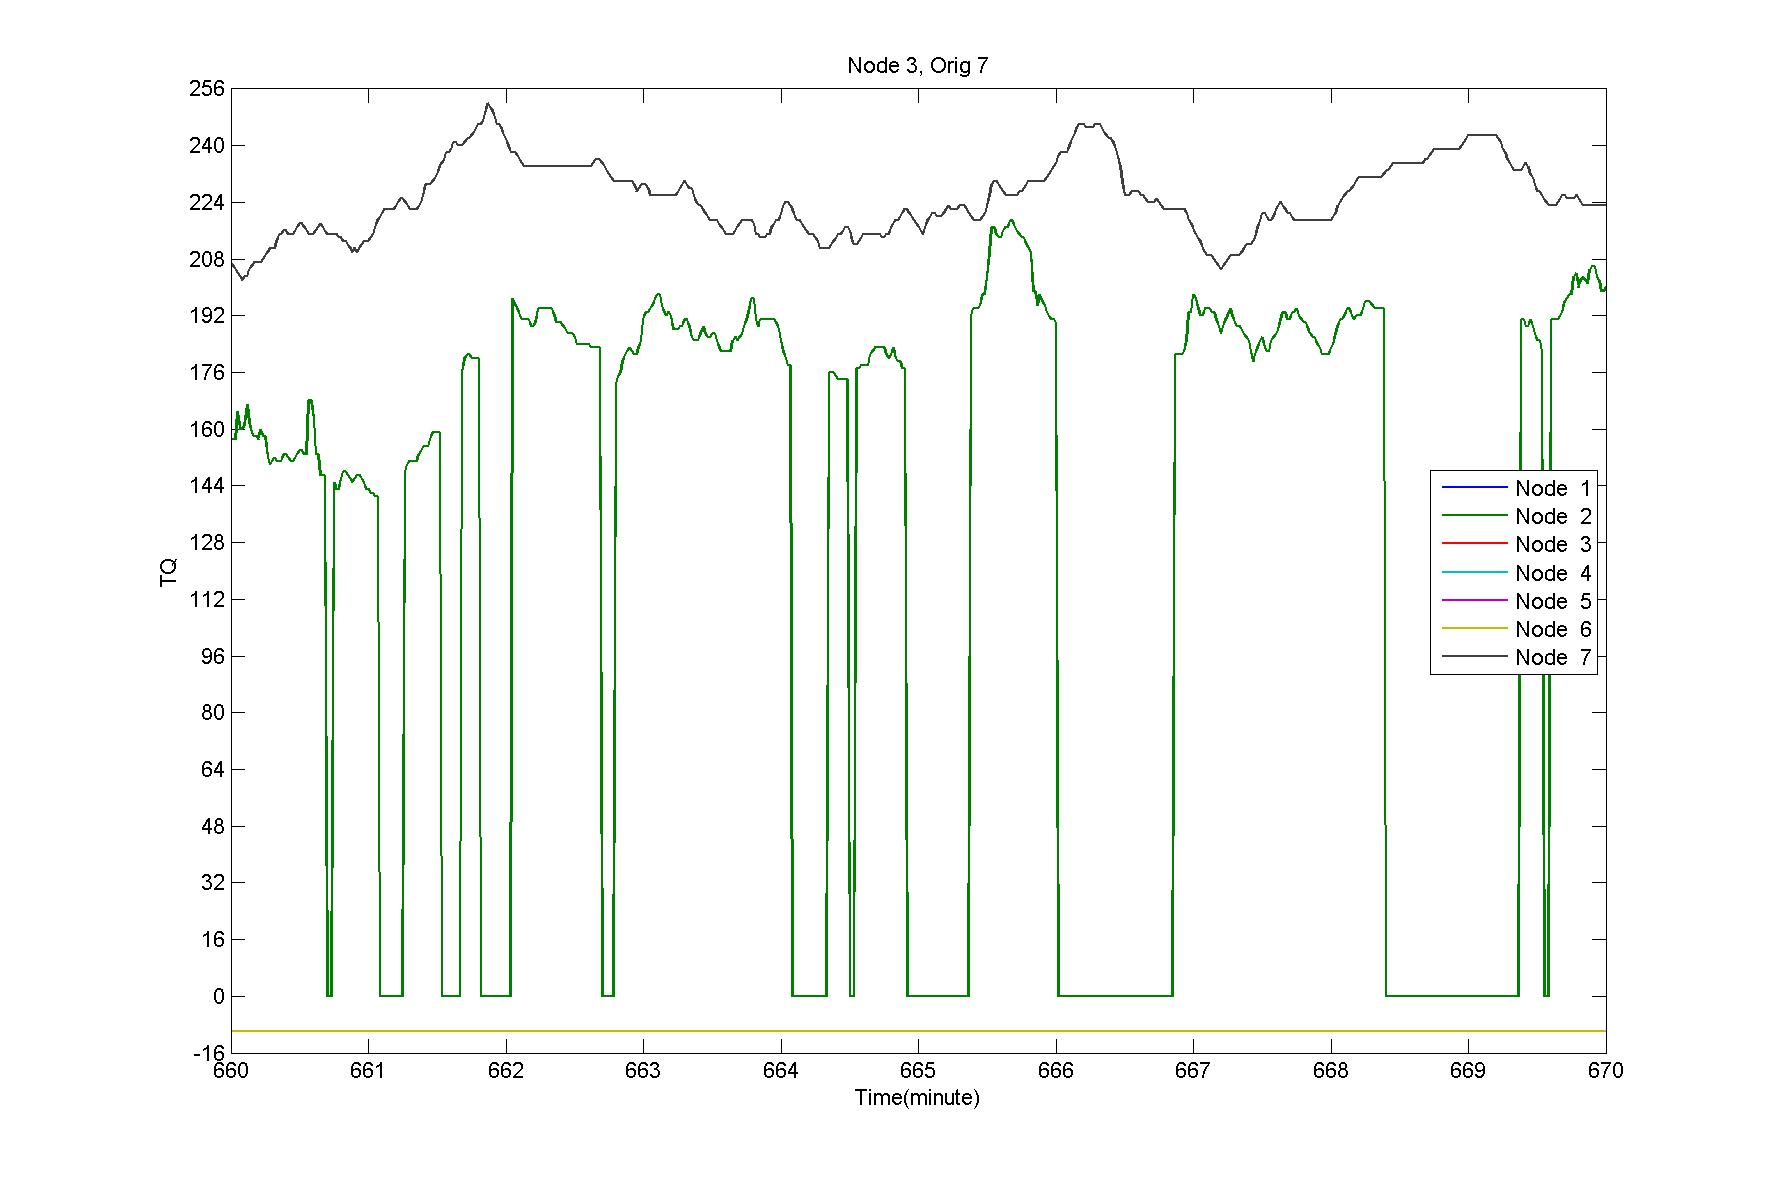 Node 3, Orig 7
256
240
224
208
192
176
160
144
128
112
96
80
64
48
32
16
0
-16
TQ
Node 1
Node 2
Node 3
Node 4
Node 5
Node 6
Node 7
660 661 662 663 664 665 666 667 668 669 670
Time(minute)